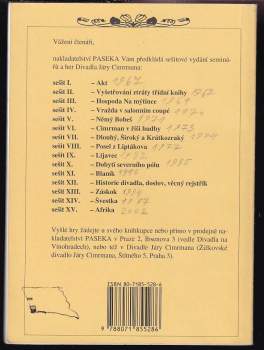 Vážení čtenáři,
nakladatelství PASEKA Vám předkládá sešitové vydání seminá-
řů a her Divadla Járy Cimrmana:
sešit I. – Akt 1967
sešit II. – Vyšetřování ztráty třídní knihy 1967
sešit III. – Hospoda Na mýtince 1969
sešit IV. – Vražda v salonním coupé 1970
sešit V. – Němý Bobeš 1971
sešit VI. – Cimrman v říši hudby 1973
sešit VII. – Dlouhý, Široký a Krátkozraký 1974
sešit VIII. – Posel z Liptákova 1977
sešit IX. – Lijavec 1982
sešit X. – Dobytí severního pólu 1985
sešit XI. – Blaník 1990
sešit XII. – Historie divadla, doslov, věcný rejstřík
sešit XIII. – Záskok 1994
sešit XIV. – Švestka 1997
sešit XV. – Afrika 2002
Vyšlé hry žádejte u svého knihkupce nebo přímo v prodejně na-
kladatelství PASEKA v Praze 2, Ibsenova 3 (vedle Divadla na
Vinohradech), nebo též v Divadle Járy Cimrmana (Žižkovské
divadlo Járy Cimrmana, Štítného 5, Praha 3).
ISBN 80-7185-528-6
9 788071 855286